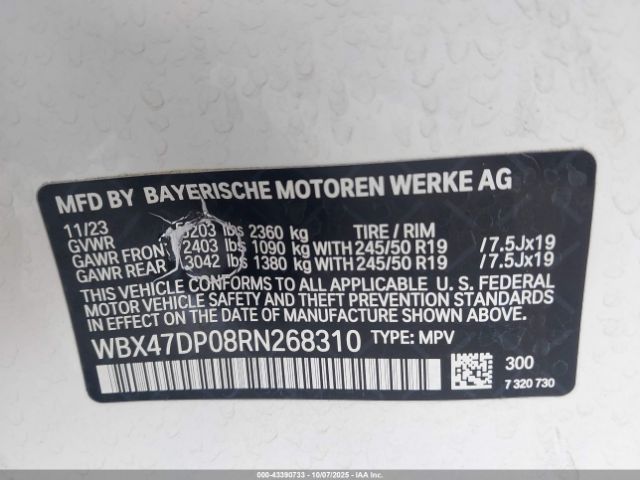 MFD BY BAYERISCHE MOTOREN WERKE AG
11/23
GVWR 203 lbs 2360 kg TIRE / RIM
GAWR FRONT 2403 lbs 1090 kg WITH 245/50 R19 /7.5Jx19
GAWR REAR 3042 lbs 1380 kg WITH 245/50 R19 /7.5Jx19
THIS VEHICLE CONFORMS TO ALL APPLICABLE U. S. FEDERAL
MOTOR VEHICLE SAFETY AND THEFT PREVENTION STANDARDS
IN EFFECT ON THE DATE OF MANUFACTURE SHOWN ABOVE.
WBX47DP08RN268310 TYPE: MPV
300
7 320 730
000-43390733 - 10/07/2025 - IAAI.COM